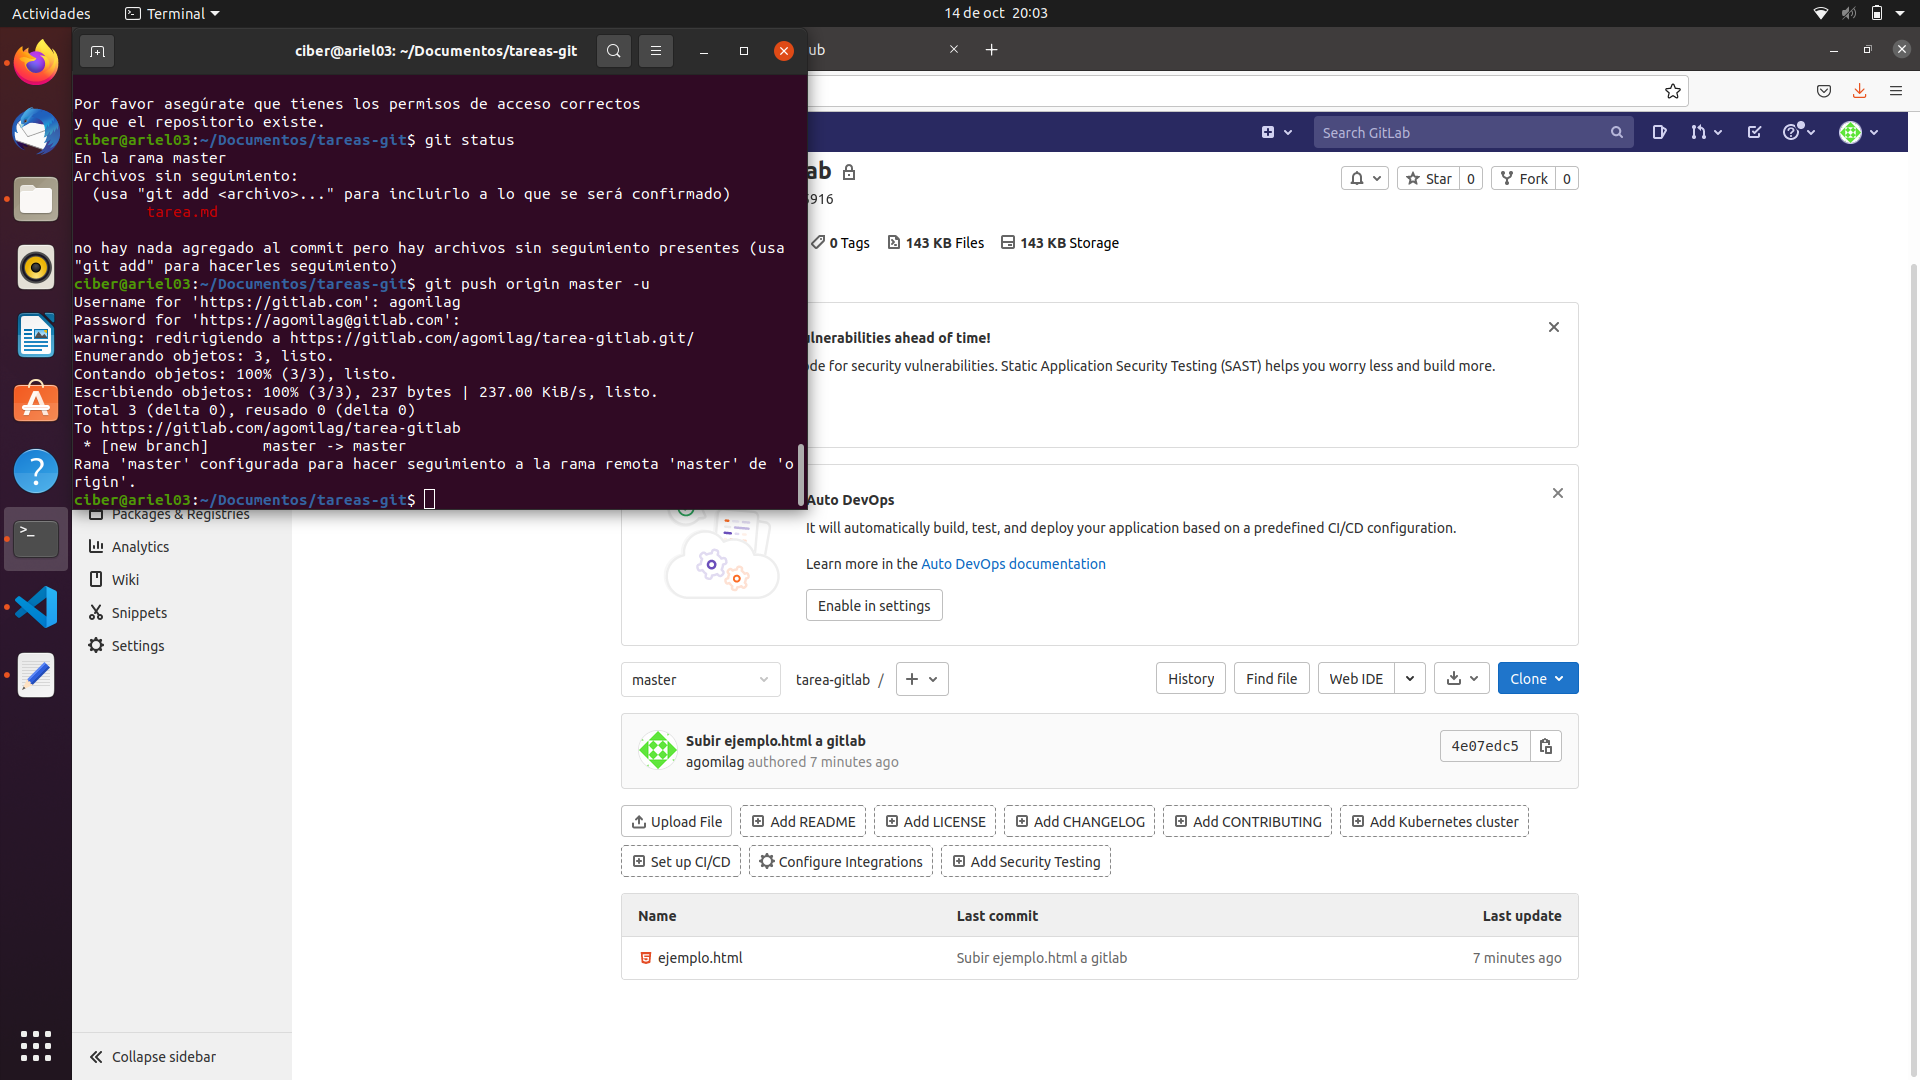 Actividades
Terminal
14 de oct 20:03
ciber@ariel03: ~/Documentos/tareas-git
ub
Por favor asegúrate que tienes los permisos de acceso correctos
y que el repositorio existe.
ciber@ariel03:~/Documentos/tareas-git$ git status
En la rama master
Archivos sin seguimiento:
(usa "git add <archivo>..." para incluirlo a lo que se será confirmado)
tarea.md
no hay nada agregado al commit pero hay archivos sin seguimiento presentes (usa
"git add" para hacerles seguimiento)
ciber@ariel03:~/Documentos/tareas-git$ git push origin master -u
Username for 'https://gitlab.com': agomilag
Password for 'https://agomilag@gitlab.com':
warning: redirigiendo a https://gitlab.com/agomilag/tarea-gitlab.git/
Enumerando objetos: 3, listo.
Contando objetos: 100% (3/3), listo.
Escribiendo objetos: 100% (3/3), 237 bytes | 237.00 KiB/s, listo.
Total 3 (delta 0), reusado 0 (delta 0)
To https://gitlab.com/agomilag/tarea-gitlab
* [new branch]      master -> master
Rama 'master' configurada para hacer seguimiento a la rama remota 'master' de 'o
rigin'.
ciber@ariel03:~/Documentos/tareas-git$
Search GitLab
ab
Star 0
Fork 0
916
0 Tags
143 KB Files
143 KB Storage
ulnerabilities ahead of time!
ode for security vulnerabilities. Static Application Security Testing (SAST) helps you worry less and build more.
Auto DevOps
It will automatically build, test, and deploy your application based on a predefined CI/CD configuration.
Learn more in the Auto DevOps documentation
Enable in settings
Packages & Registries
Analytics
Wiki
Snippets
Settings
Collapse sidebar
master
tarea-gitlab /
History
Find file
Web IDE
Clone
Subir ejemplo.html a gitlab
agomilag authored 7 minutes ago
4e07edc5
Upload File
Add README
Add LICENSE
Add CHANGELOG
Add CONTRIBUTING
Add Kubernetes cluster
Set up CI/CD
Configure Integrations
Add Security Testing
Name
Last commit
Last update
ejemplo.html
Subir ejemplo.html a gitlab
7 minutes ago